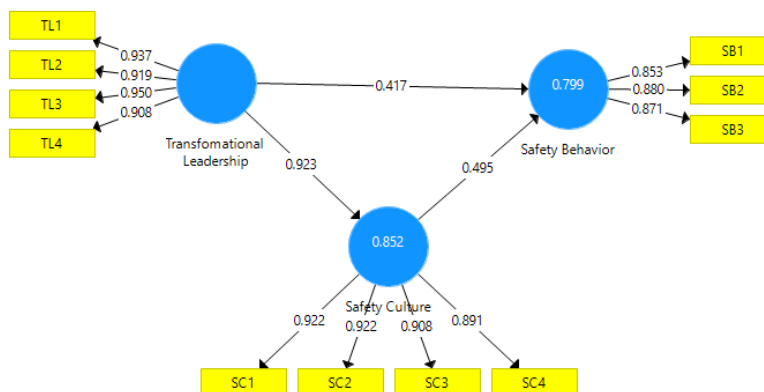 TL1
TL2
TL3
TL4
0.937
0.919
0.950
0.908
Transfomational
Leadership
0.417
0.799
Safety Behavior
0.853
0.880
0.871
SB1
SB2
SB3
0.923
0.495
0.852
Safety Culture
0.922
0.922
0.908
0.891
SC1
SC2
SC3
SC4